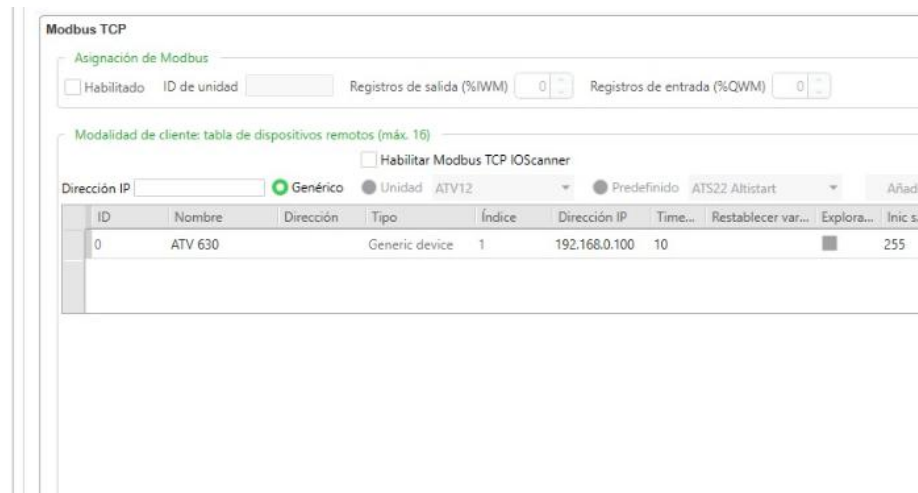 Modbus TCP
Asignación de Modbus
Habilitado ID de unidad Registros de salida (%IWM) 0 Registros de entrada (%QWM) 0
Modalidad de cliente: tabla de dispositivos remotos (máx. 16)
Habilitar Modbus TCP IOScanner
Dirección IP Genérico Unidad ATV12 Predefinido ATS22 Altistart Añad
ID Nombre Dirección Tipo Índice Dirección IP Time... Restablecer var... Explora... Inic s.
0 ATV 630 Generic device 1 192.168.0.100 10 255